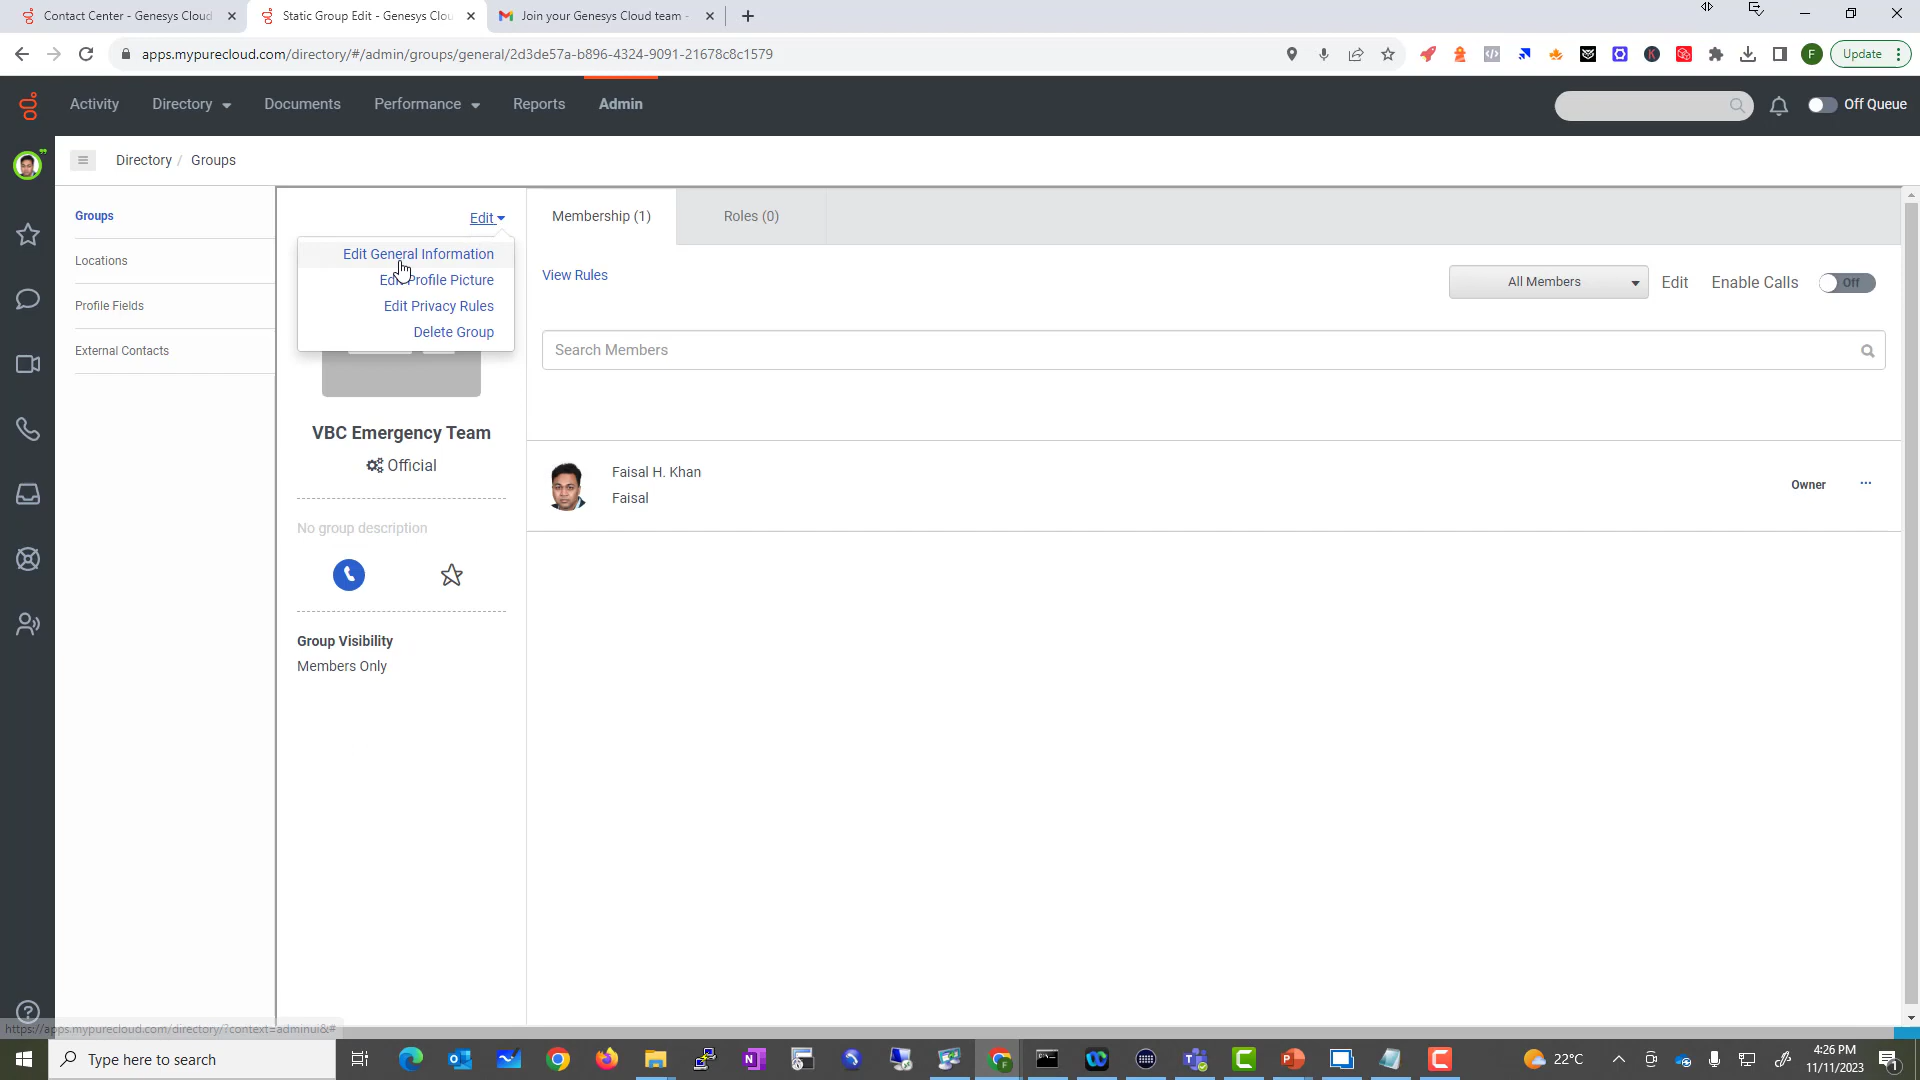 Contact Center - Genesys Cloud
Static Group Edit - Genesys Clou
Join your Genesys Cloud team -
apps.mypurecloud.com/directory/#/admin/groups/general/2d3de57a-b896-4324-9091-21678c8c1579
F
Update
Activity
Directory
Documents
Performance
Reports
Admin
Off Queue
Directory / Groups
Groups
Locations
Profile Fields
External Contacts
Edit
Edit General Information
Edit Profile Picture
Edit Privacy Rules
Delete Group
VBC Emergency Team
Official
No group description
Group Visibility
Members Only
Membership (1)
Roles (0)
View Rules
All Members
Edit
Enable Calls
Off
Search Members
Faisal H. Khan
Faisal
Owner
https://apps.mypurecloud.com/directory/?context=adminui&#
Type here to search
22°C
4:26 PM
11/11/2023
1